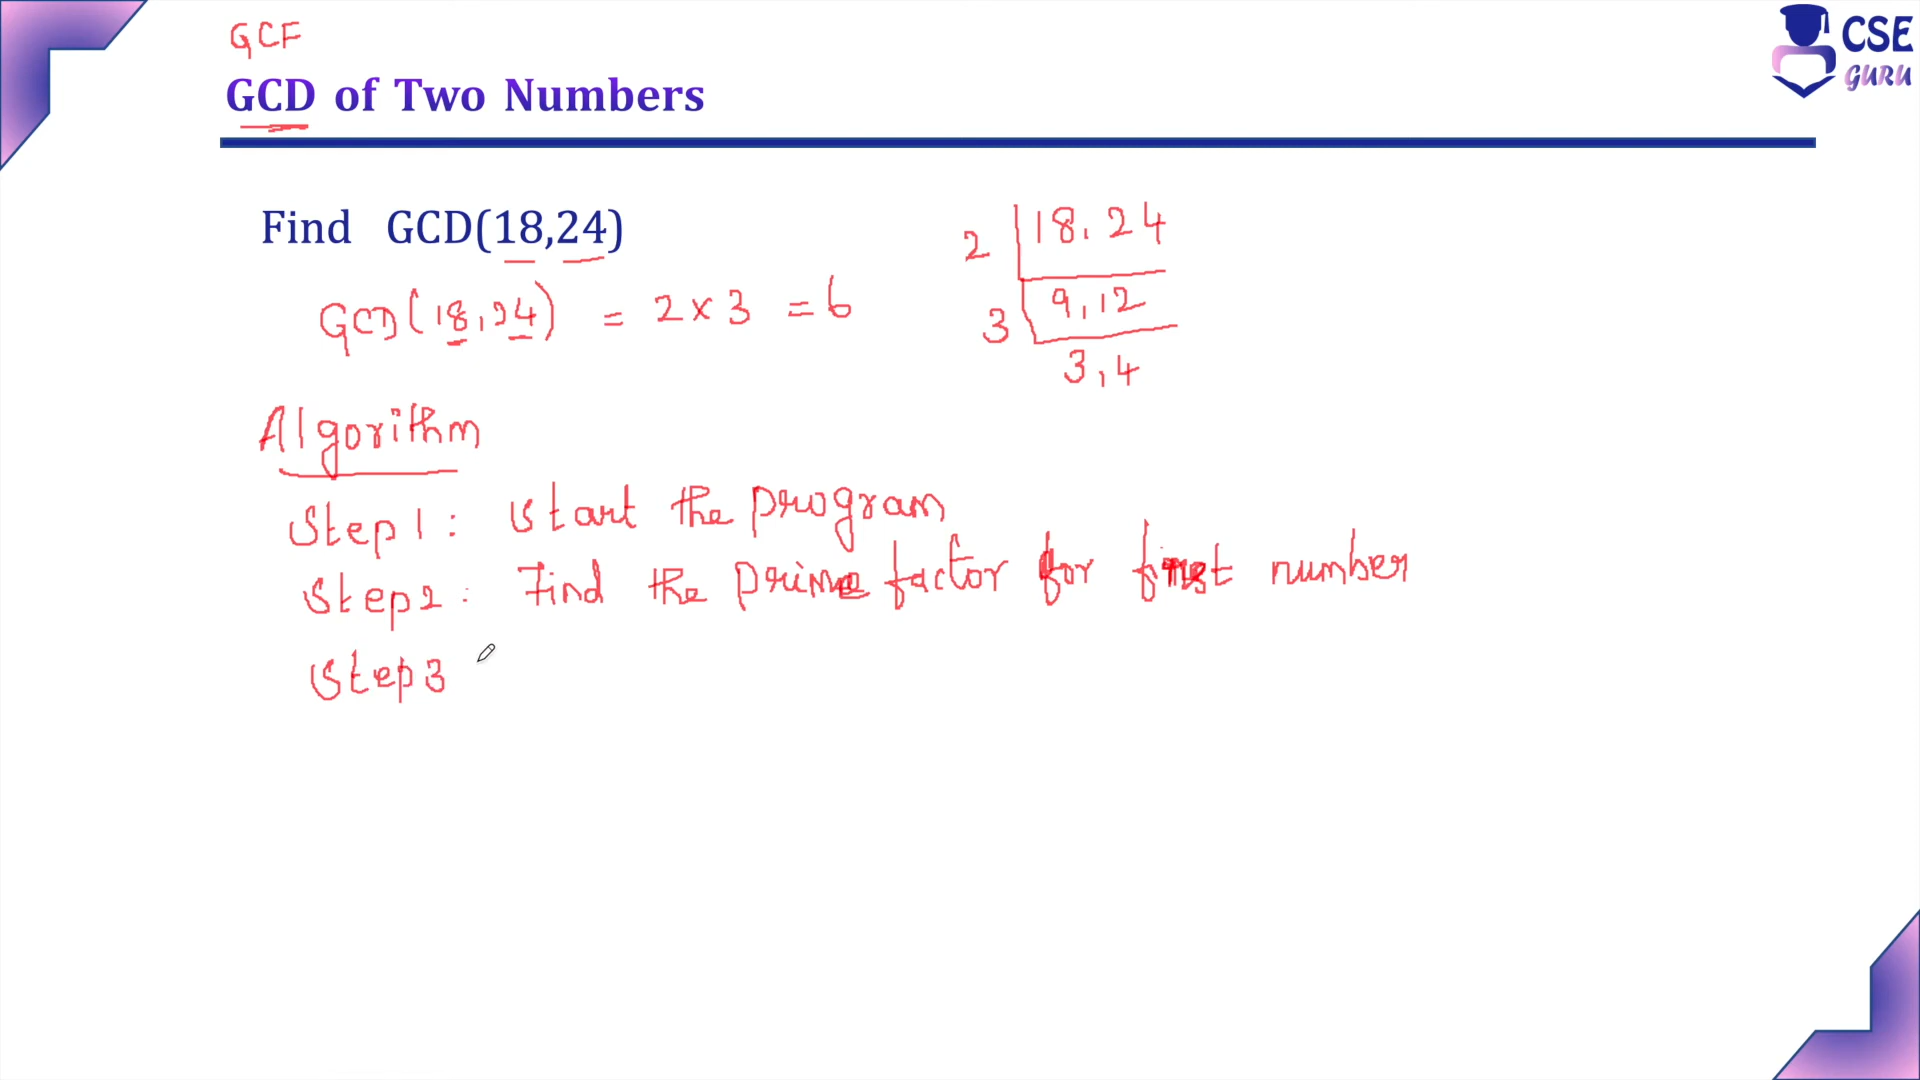 GCF
GCD of Two Numbers
CSE
GURU
Find GCD(18,24)
GCD(18,24) = 2 × 3 = 6
2 | 18, 24
3 | 9, 12
3, 4
Algorithm
Step 1 : Start the program
Step 2 : Find the prime factor for first number
Step 3